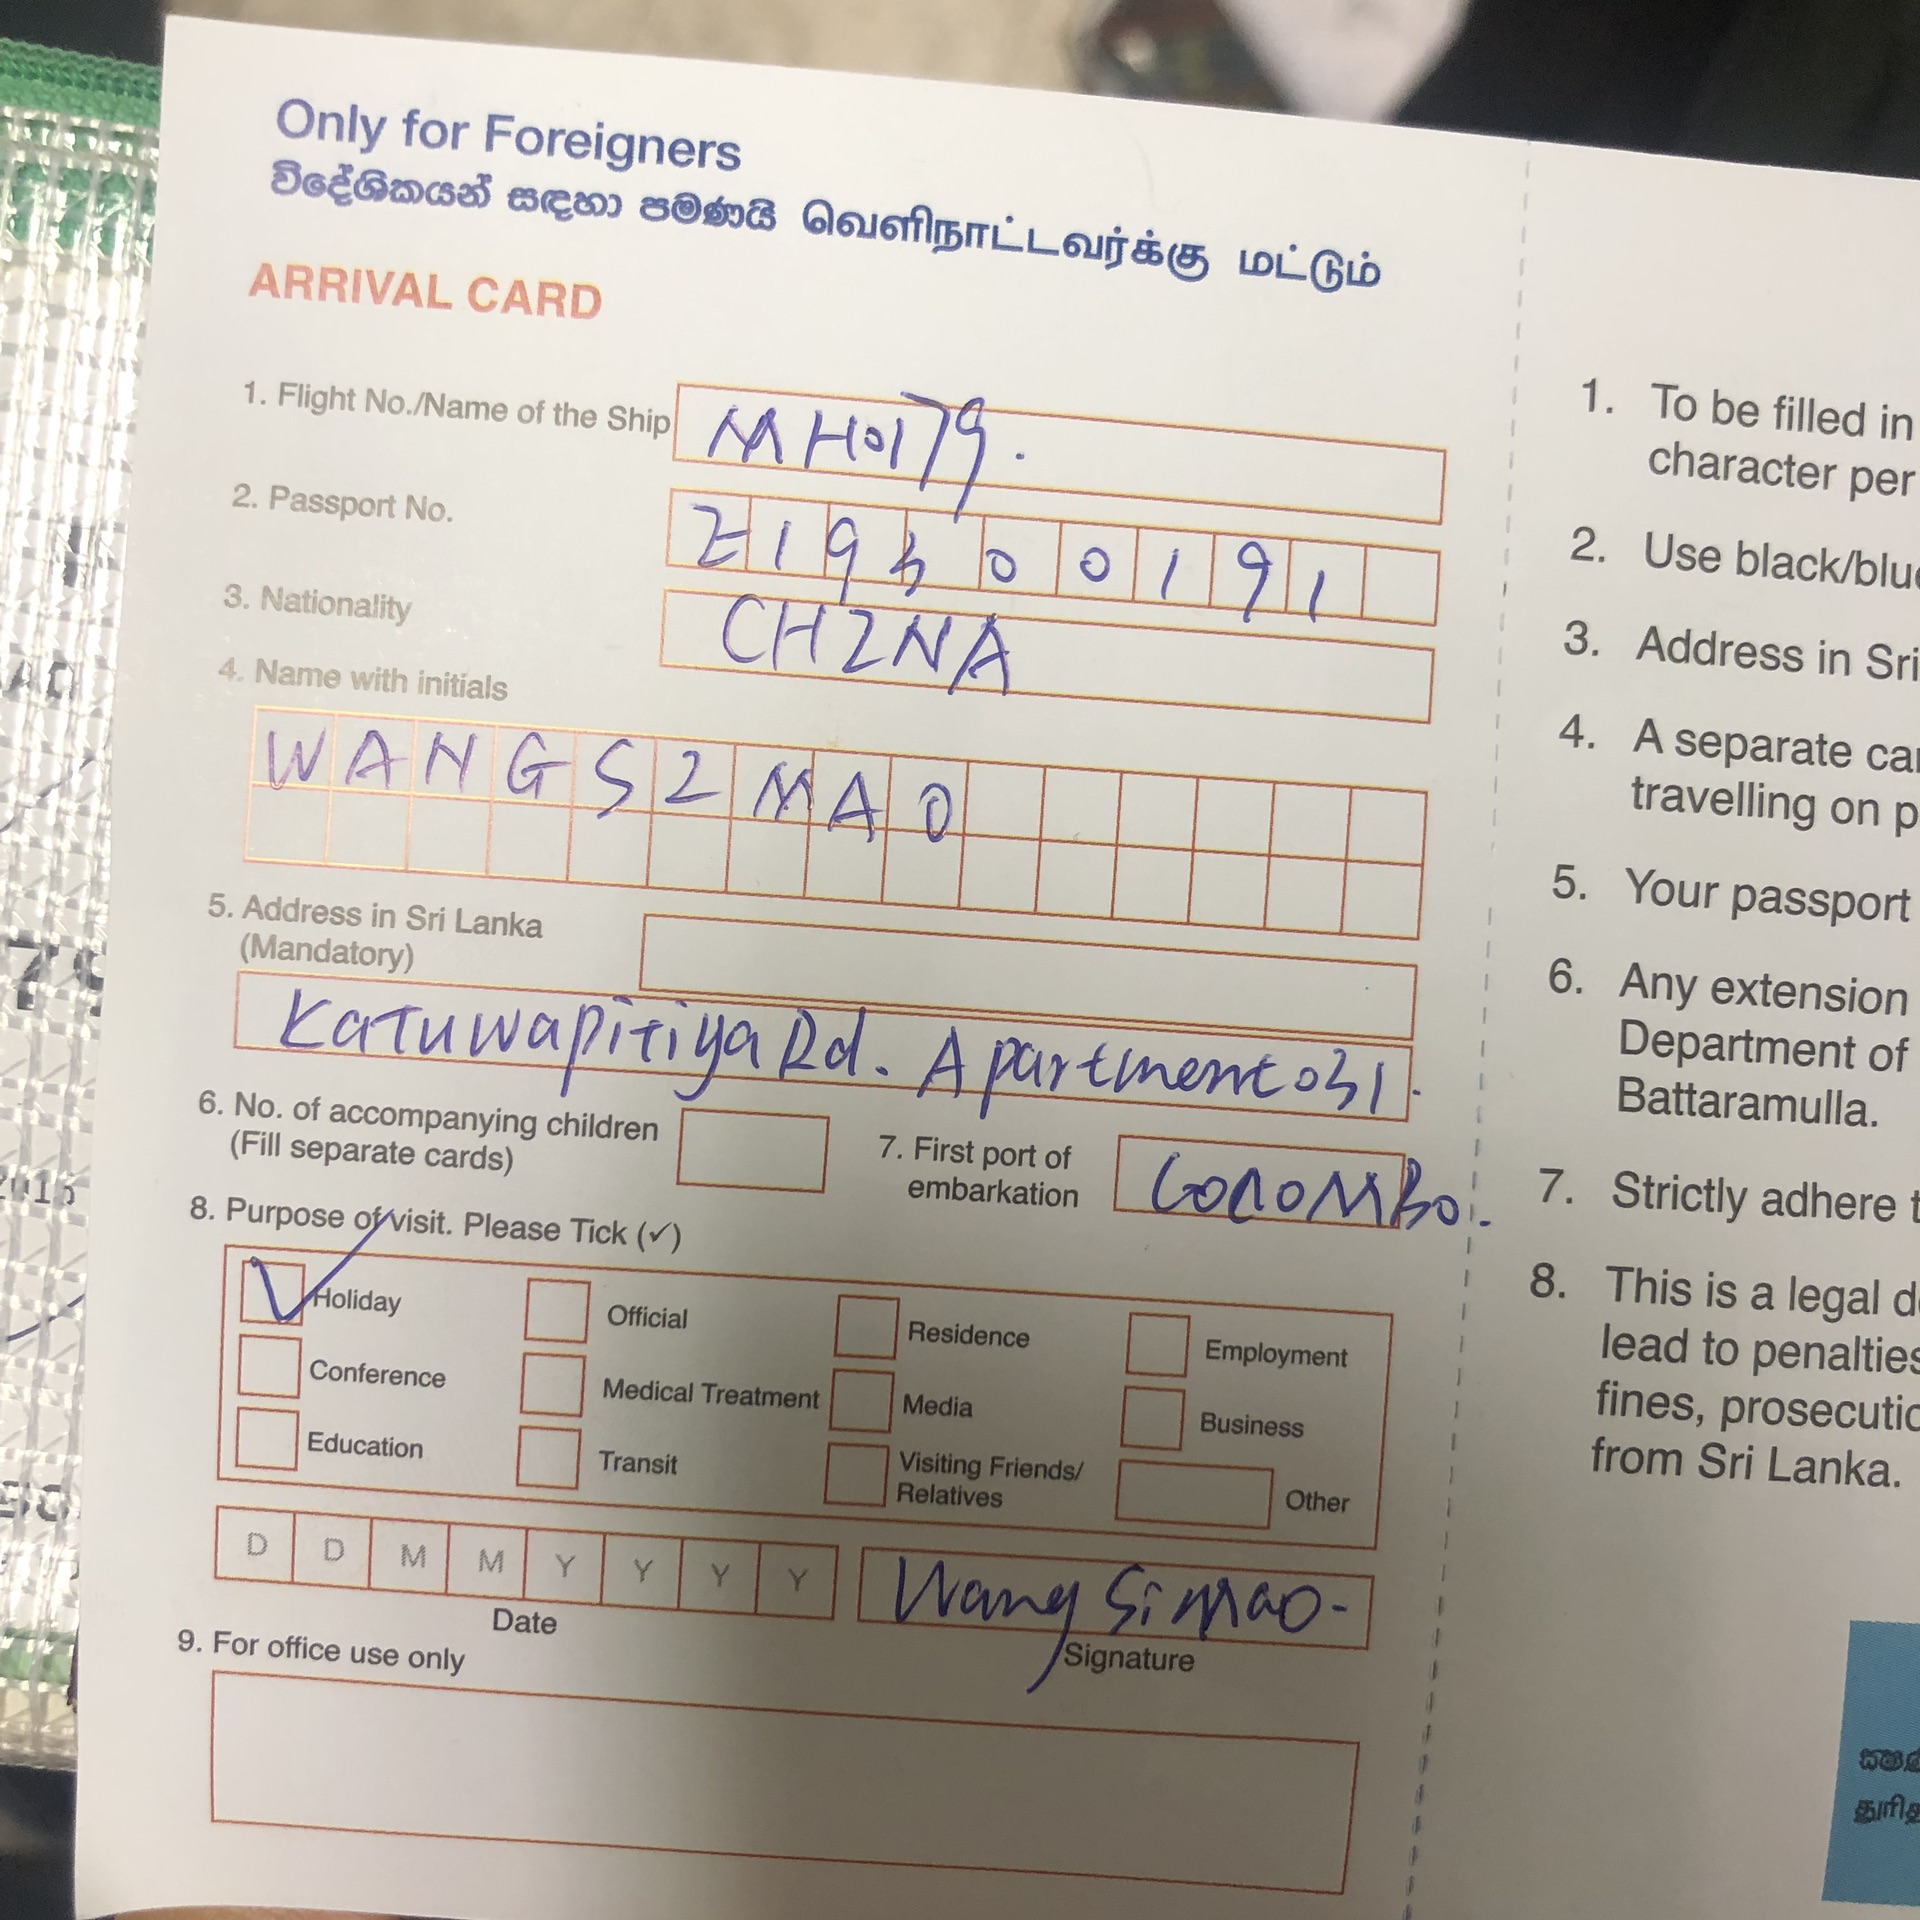 Only for Foreigners
විදේශිකයන් සඳහා පමණයි வெளிநாட்டவர்க்கு மட்டும்
ARRIVAL CARD
1. Flight No./Name of the Ship MH0179.
2. Passport No. E19300191
3. Nationality CHINA
4. Name with initials
WANGSIMAO
5. Address in Sri Lanka
(Mandatory)
Katuwapitiya Rd. Apartment 031.
6. No. of accompanying children
(Fill separate cards)
7. First port of
embarkation
COLOMBO.
8. Purpose of visit. Please Tick (✓)
✓ Holiday Official Residence Employment
Conference Medical Treatment Media Business
Education Transit Visiting Friends/
Relatives Other
D D M M Y Y Y Y Wang Simao-
Date Signature
9. For office use only
1. To be filled in
character per
2. Use black/blue
3. Address in Sri
4. A separate car
travelling on p
5. Your passport
6. Any extension
Department of
Battaramulla.
7. Strictly adhere t
8. This is a legal d
lead to penalties
fines, prosecutio
from Sri Lanka.